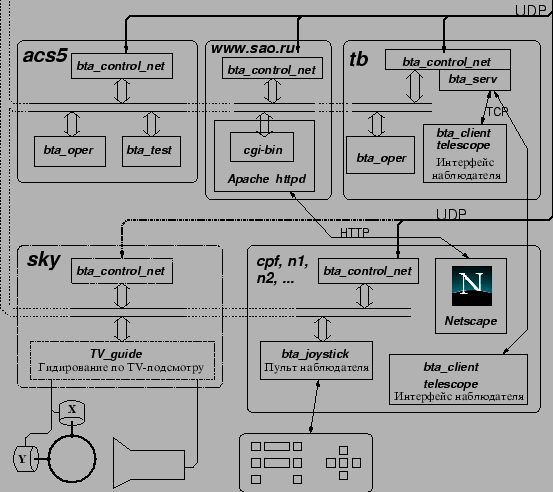 UDP
acs5
bta_control_net
bta_oper
bta_test
www.sao.ru
bta_control_net
cgi-bin
Apache httpd
tb
bta_control_net
bta_serv
TCP
bta_oper
bta_client
telescope
Интерфейс
наблюдателя
UDP
HTTP
sky
bta_control_net
TV_guide
Гидирование по TV-подсмотру
X
Y
cpf, n1,
n2, ...
bta_control_net
N
Netscape
bta_joystick
Пульт наблюдателя
bta_client
telescope
Интерфейс наблюдателя